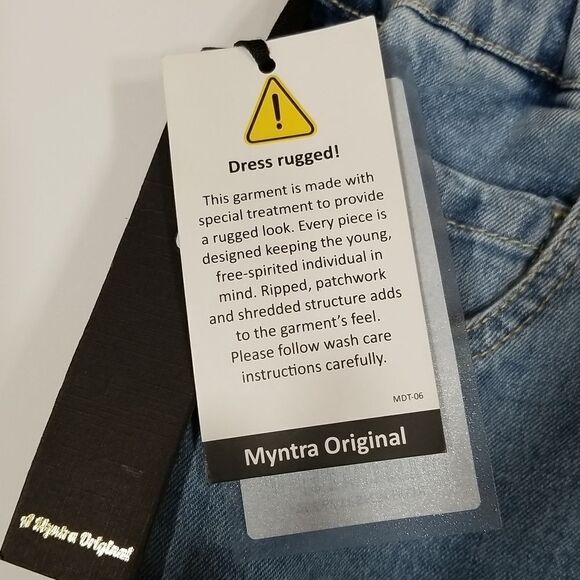 Dress rugged!
This garment is made with
special treatment to provide
a rugged look. Every piece is
designed keeping the young,
free-spirited individual in
mind. Ripped, patchwork
and shredded structure adds
to the garment's feel.
Please follow wash care
instructions carefully.
MDT-06
Myntra Original
A Myntra Original